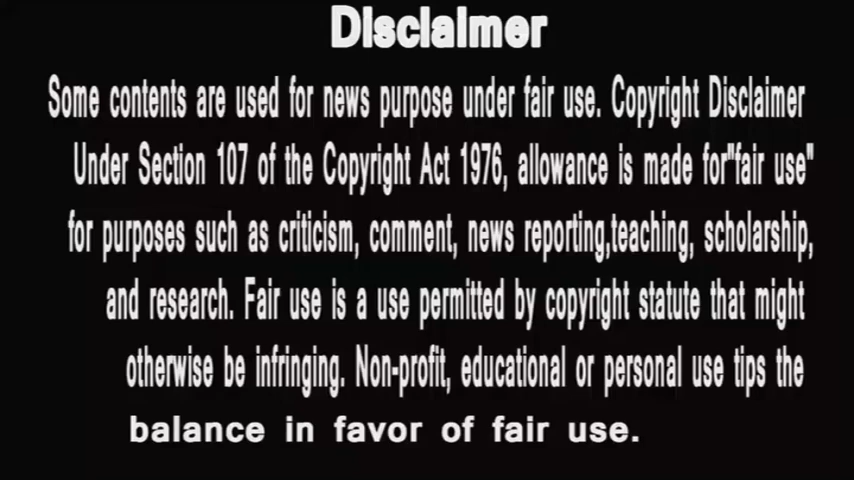 Disclaimer
Some contents are used for news purpose under fair use. Copyright Disclaimer
Under Section 107 of the Copyright Act 1976, allowance is made for"fair use"
for purposes such as criticism, comment, news reporting,teaching, scholarship,
and research. Fair use is a use permitted by copyright statute that might
otherwise be infringing. Non-profit, educational or personal use tips the
balance in favor of fair use.